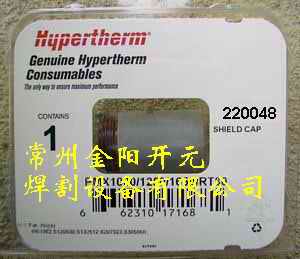 Hypertherm®
Genuine Hypertherm
Consumables
The only way to ensure maximum performance
220048
CONTAINS
1
SHIELD CAP
常州金阳开元
焊割设备有限公司
6 62310 17168 1